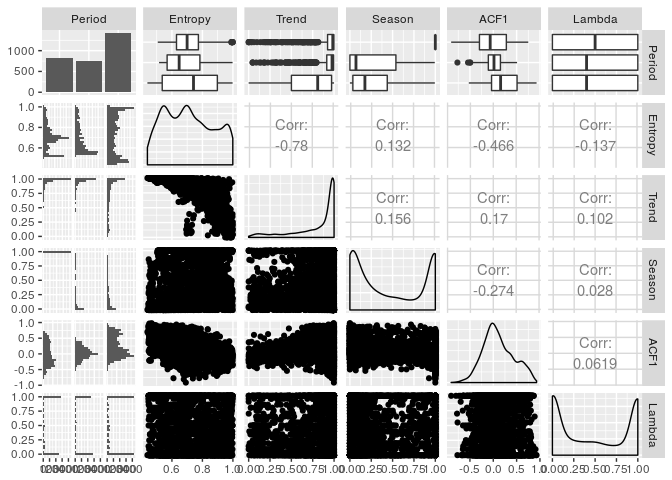 Period Entropy Trend Season ACF1 Lambda
1000
500
0
Period
1.0
0.8
0.6
Corr:
-0.78
Corr:
0.132
Corr:
-0.466
Corr:
-0.137
Entropy
1.00
0.75
0.50
0.25
0.00
Corr:
0.156
Corr:
0.17
Corr:
0.102
Trend
1.00
0.75
0.50
0.25
0.00
Corr:
-0.274
Corr:
0.028
Season
1.0
0.5
0.0
-0.5
-1.0
Corr:
0.0619
ACF1
1.00
0.75
0.50
0.25
0.00
Lambda
0.6 0.8 1.0 0.00 0.25 0.50 0.75 1.00 0.00 0.25 0.50 0.75 1.00 -0.5 0.0 0.5 1.0 0.00 0.25 0.50 0.75 1.00